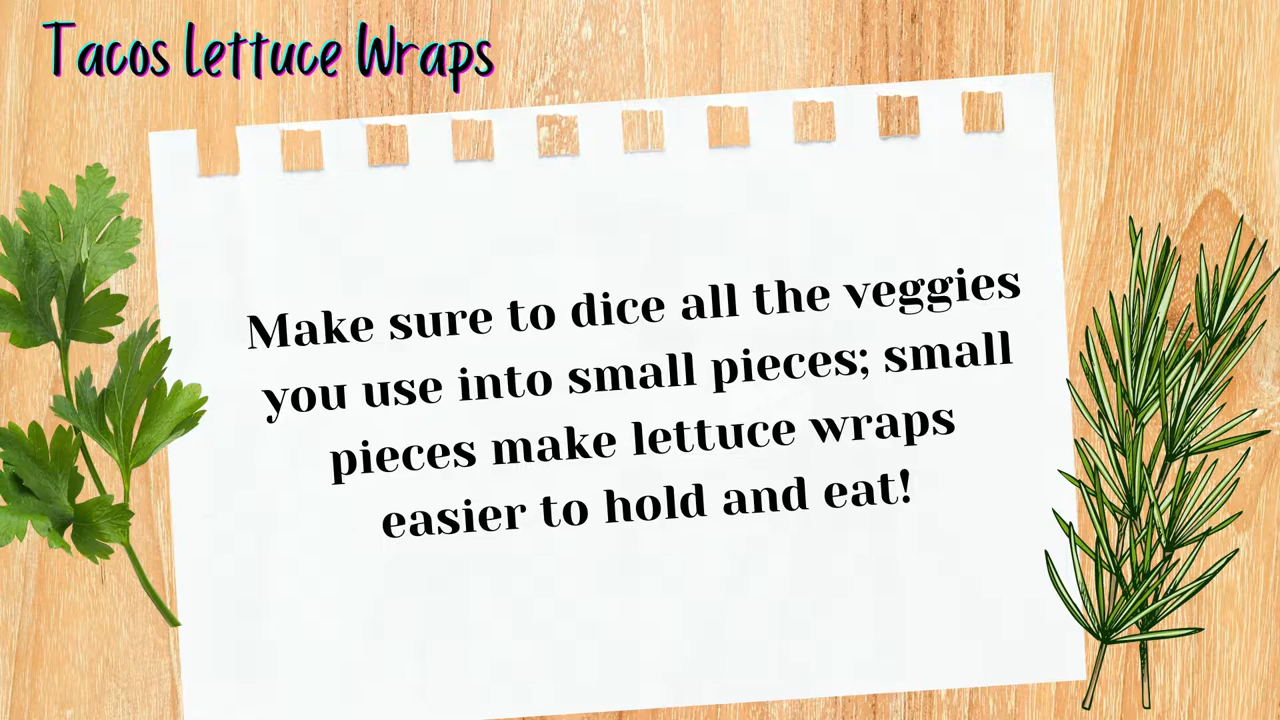 Tacos Lettuce Wraps
Make sure to dice all the veggies
you use into small pieces; small
pieces make lettuce wraps
easier to hold and eat!